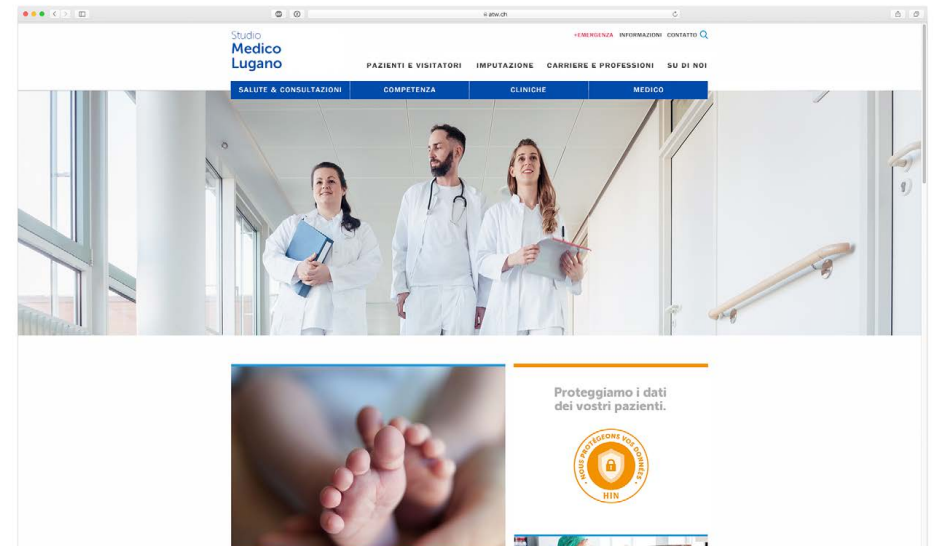 atw.ch
Studio
Medico
Lugano
+EMERGENZA INFORMAZIONI CONTATTO
PAZIENTI E VISITATORI IMPUTAZIONE CARRIERE E PROFESSIONI SU DI NOI
SALUTE & CONSULTAZIONI COMPETENZA CLINICHE MEDICO
Proteggiamo i dati
dei vostri pazienti.
NOUS PROTÉGEONS VOS DONNÉES
HIN